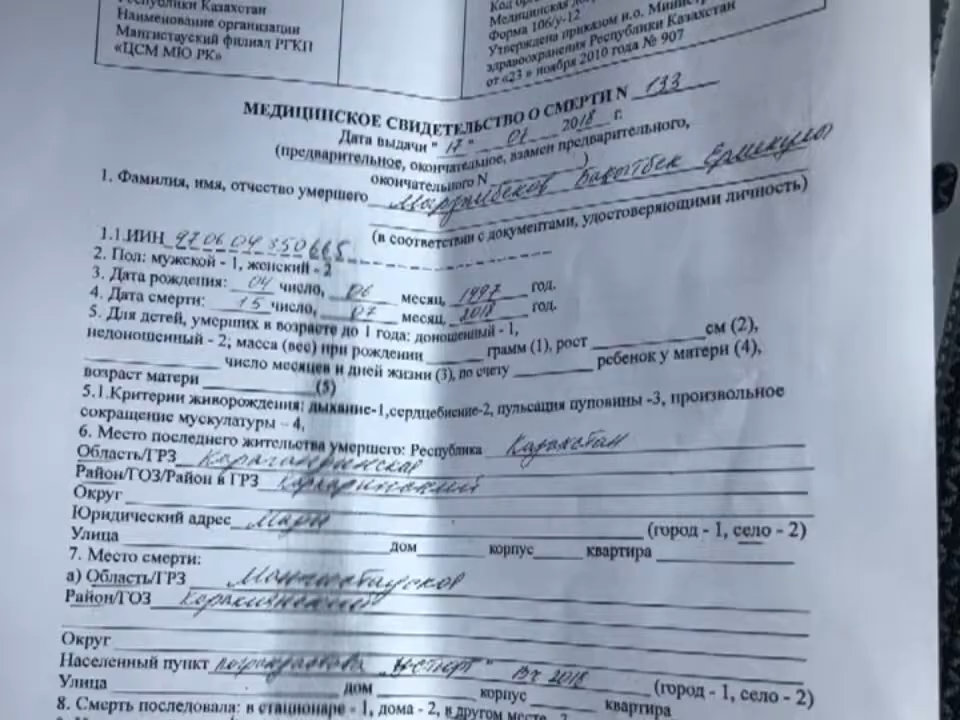 Республики Казахстан
Наименование организации
Мангистауский филиал РГКП
«ЦСМ МЮ РК»
Код
Медицинская
Форма 106/у-12
Утверждена приказом и.о.
здравоохранения Республики Казахстан
от «23» ноября 2010 года № 907
МЕДИЦИНСКОЕ СВИДЕТЕЛЬСТВО О СМЕРТИ N 133
Дата выдачи "17" 2018 г.
(предварительное, окончательное, взамен предварительного,
окончательного N )
1. Фамилия, имя, отчество умершего
(в соответствии с документами, удостоверяющими личность)
1.1.ИИН 970604350665
2. Пол: мужской - 1, женский - 2
3. Дата рождения: 04 число, 06 месяц, 1997 год.
4. Дата смерти: 15 число, 07 месяц, 2018 год.
5. Для детей, умерших в возрасте до 1 года: доношенный - 1,
недоношенный - 2; масса (вес) при рождении грамм (1), рост см (2),
число месяцев и дней жизни (3), по счету ребенок у матери (4),
возраст матери (5)
5.1.Критерии живорождения: дыхание-1,сердцебиение-2, пульсация пуповины -3, произвольное
сокращение мускулатуры – 4,
6. Место последнего жительства умершего: Республика Казахстан
Область/ГРЗ Карагандинская
Район/ГОЗ/Район в ГРЗ Каркаралинский
Округ
Юридический адрес (город - 1, село - 2)
Улица дом корпус квартира
7. Место смерти:
а) Область/ГРЗ Мангистауская
Район/ГОЗ Каракиянский
Округ
Населенный пункт (город - 1, село - 2)
Улица дом корпус квартира
8. Смерть последовала: в стационаре - 1, дома - 2, в другом месте - 3